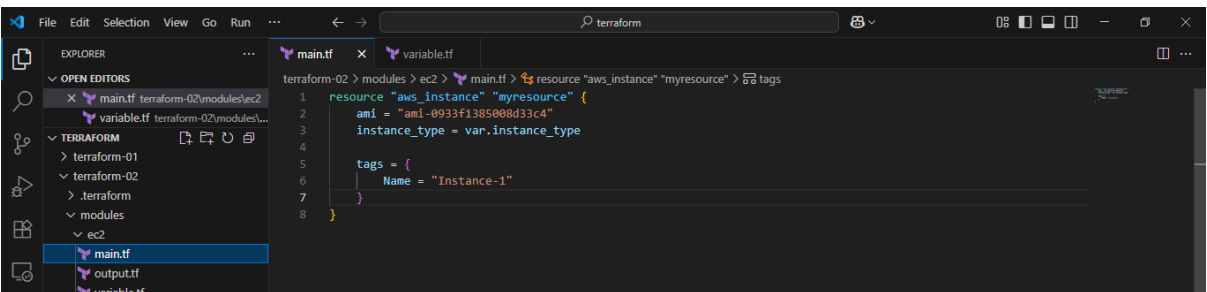 File Edit Selection View Go Run ···
terraform
EXPLORER
···
OPEN EDITORS
main.tf terraform-02\modules\ec2
variable.tf terraform-02\modules\...
TERRAFORM
terraform-01
terraform-02
.terraform
modules
ec2
main.tf
output.tf
variable.tf
main.tf
variable.tf
terraform-02 > modules > ec2 > main.tf > resource "aws_instance" "myresource" > tags
1 resource "aws_instance" "myresource" {
2 ami = "ami-0933f1385008d33c4"
3 instance_type = var.instance_type
4
5 tags = {
6 Name = "Instance-1"
7 }
8 }